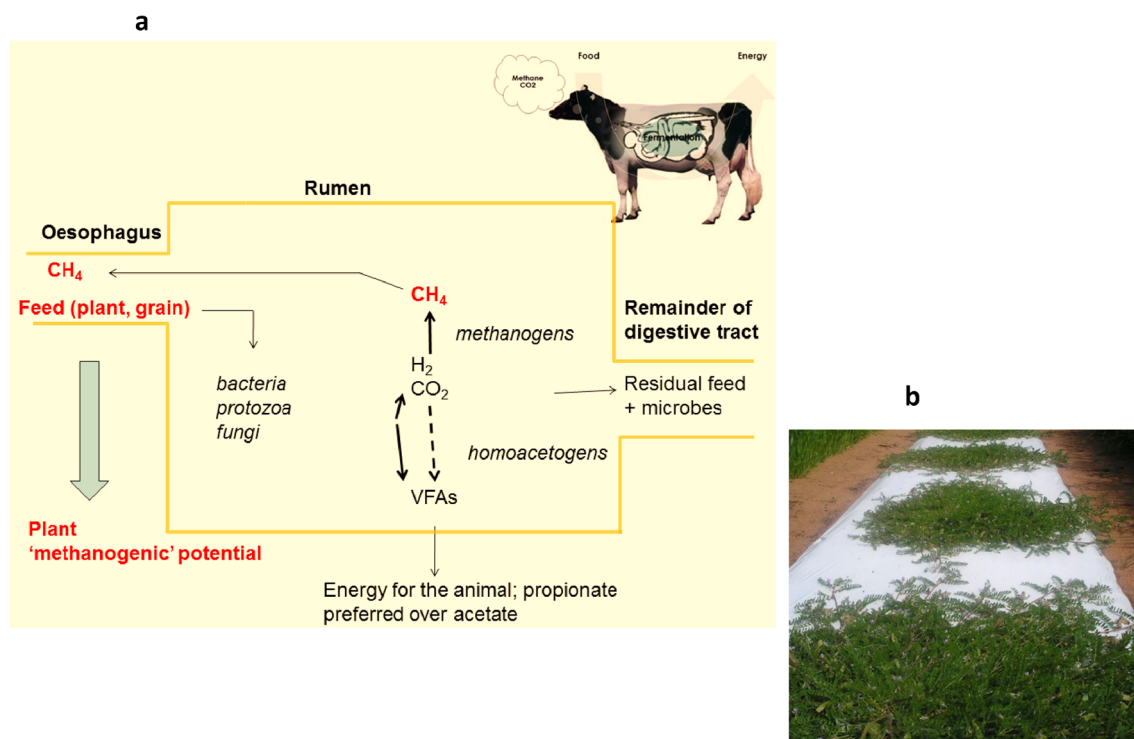 a
Food
Energy
Methane
CO2
Fermentation
Rumen
Oesophagus
CH₄
Feed (plant, grain)
CH₄
methanogens
Remainder of
digestive tract
H₂
CO₂
bacteria
protozoa
fungi
Residual feed
+ microbes
homoacetogens
VFAs
Plant
‘methanogenic’ potential
Energy for the animal; propionate
preferred over acetate
b